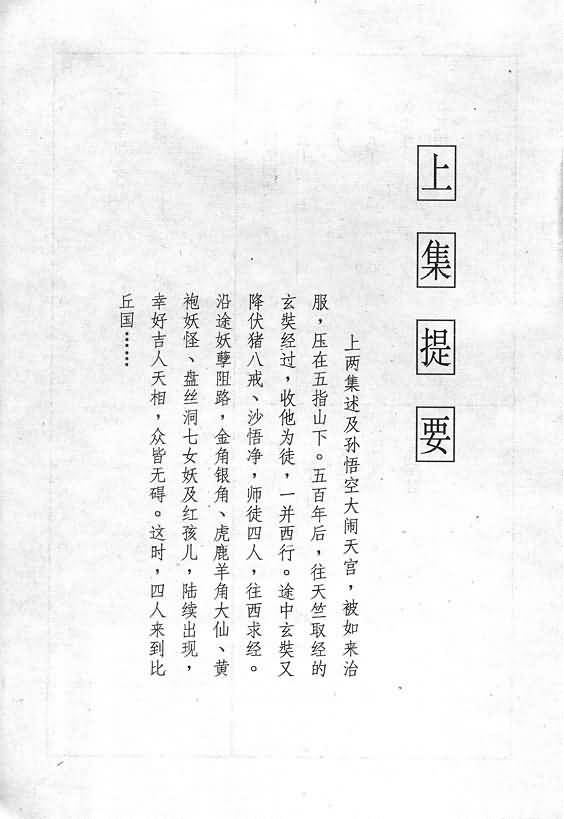 上集提要
上两集述及孙悟空大闹天宫，被如来治
服，压在五指山下。五百年后，往天竺取经的
玄奘经过，收他为徒，一并西行。途中玄奘又
降伏猪八戒、沙悟净，师徒四人，往西求经。
沿途妖孽阻路，金角银角、虎鹿羊角大仙、黄
袍妖怪、盘丝洞七女妖及红孩儿，陆续出现，
幸好吉人天相，众皆无碍。这时，四人来到比
丘国……